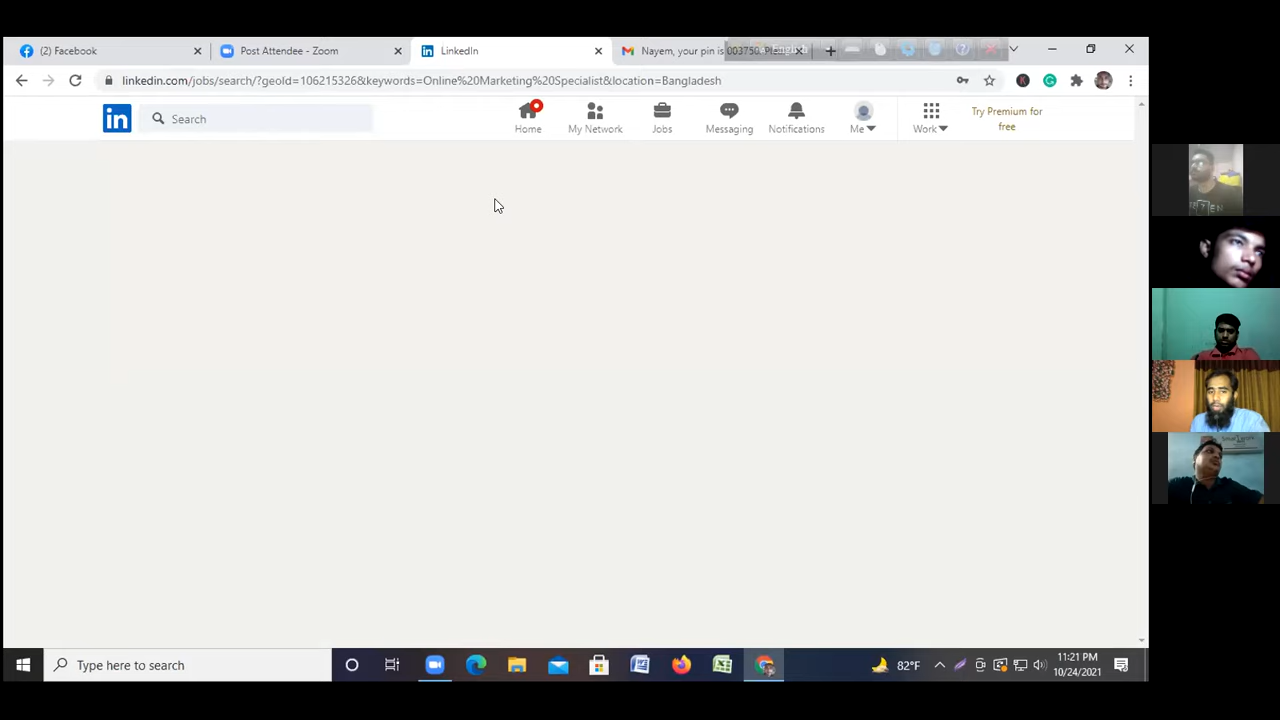 (2) Facebook
Post Attendee - Zoom
LinkedIn
Nayem, your pin is 003750. Plea
English
linkedin.com/jobs/search/?geoId=106215326&keywords=Online%20Marketing%20Specialist&location=Bangladesh
in
Search
Home
My Network
Jobs
Messaging
Notifications
Me
Work
Try Premium for
free
Type here to search
82°F
11:21 PM
10/24/2021